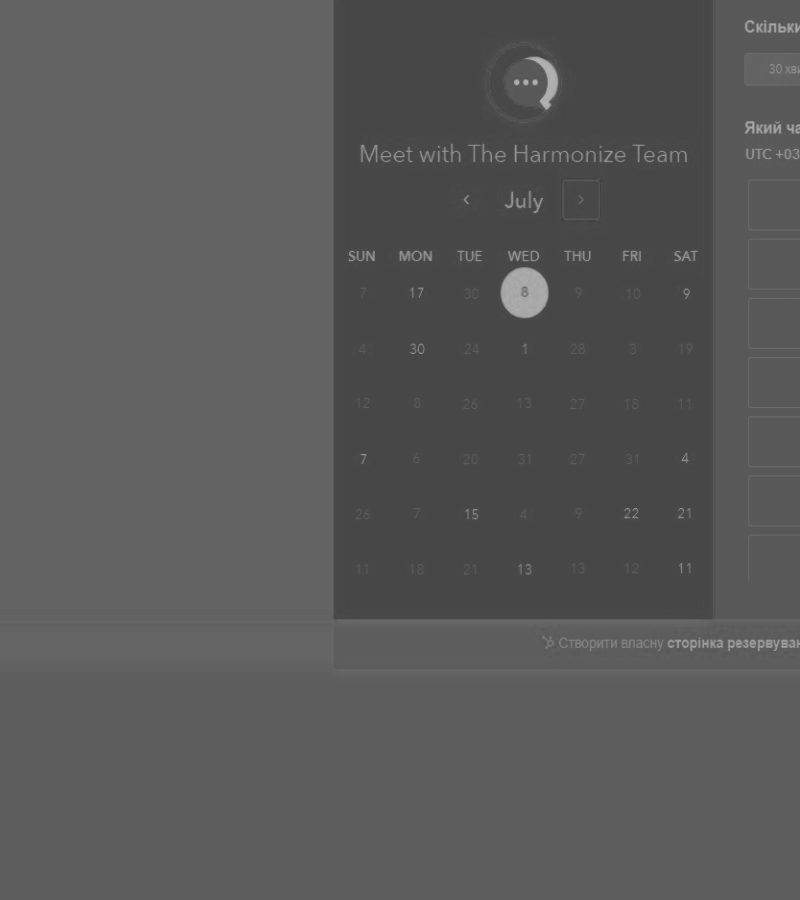 Meet with The Harmonize Team
‹ July ›
SUN MON TUE WED THU FRI SAT
7 17 30 8 9 10 9
4 30 24 1 28 3 19
12 8 26 13 27 18 11
7 6 20 31 27 31 4
26 7 15 4 9 22 21
11 18 21 13 13 12 11
Скільки
30 хви
Який ча
UTC +03
Створити власну сторінка резервуван